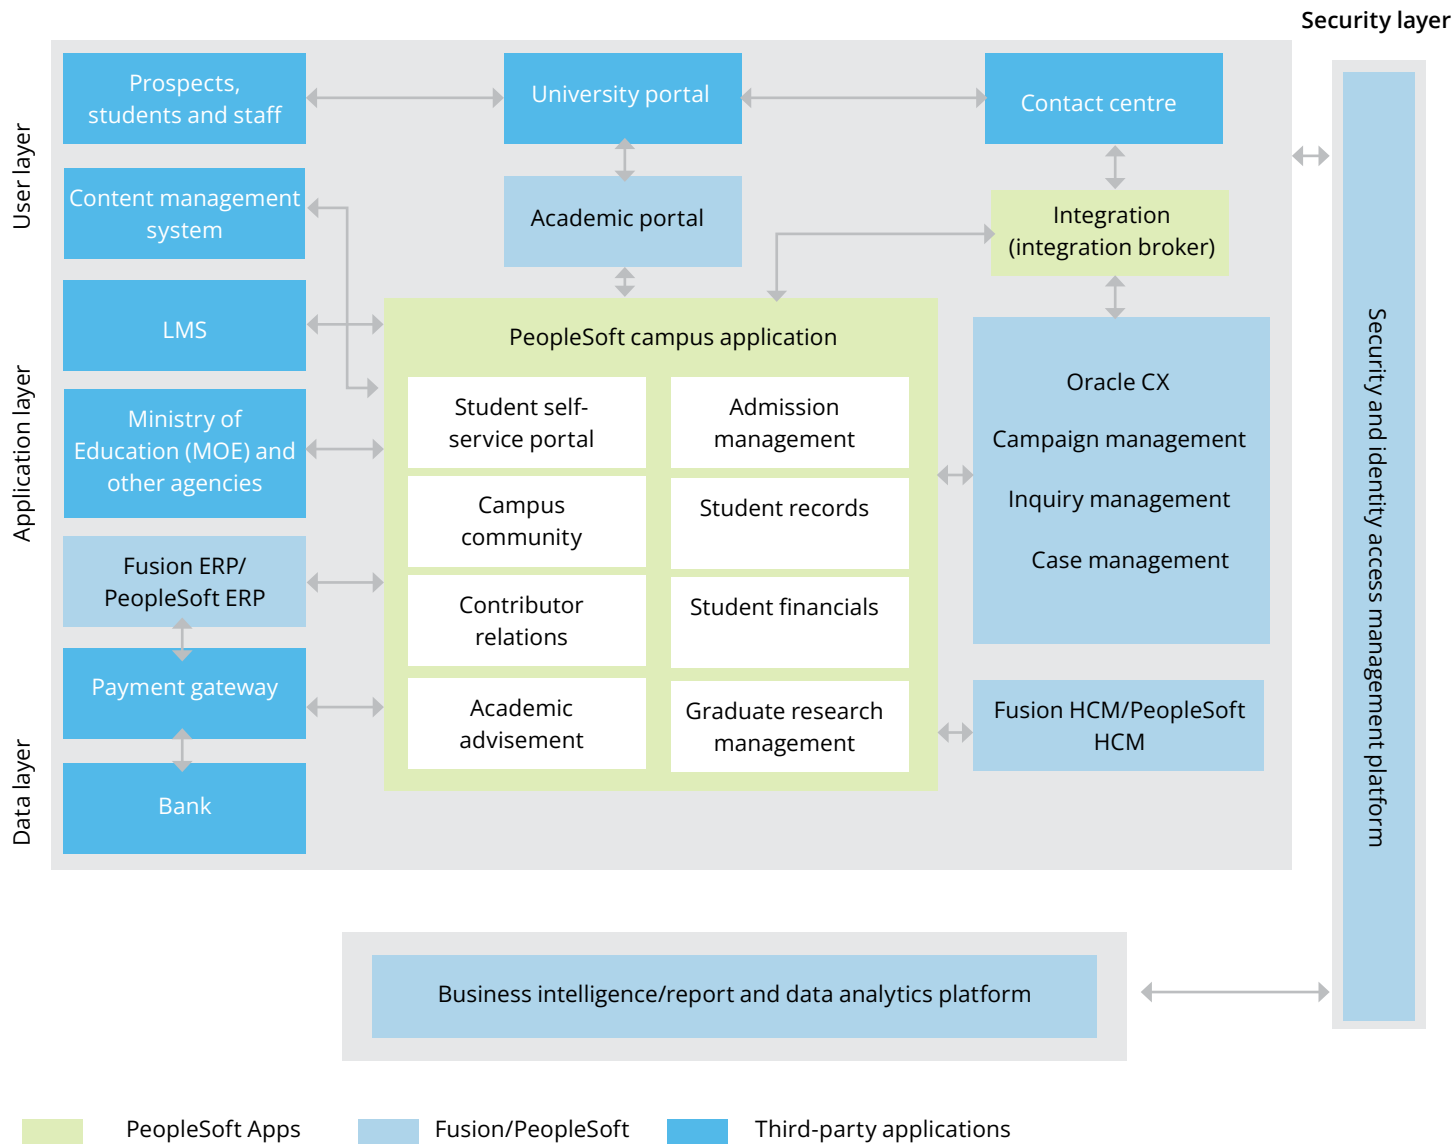 Security layer
User layer
Application layer
Data layer
Prospects,
students and staff
University portal
Contact centre
Content management
system
Academic portal
Integration
(integration broker)
LMS
Ministry of
Education (MOE) and
other agencies
Fusion ERP/
PeopleSoft ERP
Payment gateway
Bank
PeopleSoft campus application
Student self-
service portal
Admission
management
Campus
community
Student records
Contributor
relations
Student financials
Academic
advisement
Graduate research
management
Oracle CX
Campaign management
Inquiry management
Case management
Fusion HCM/PeopleSoft
HCM
Security and identity access management platform
Business intelligence/report and data analytics platform
PeopleSoft Apps
Fusion/PeopleSoft
Third-party applications